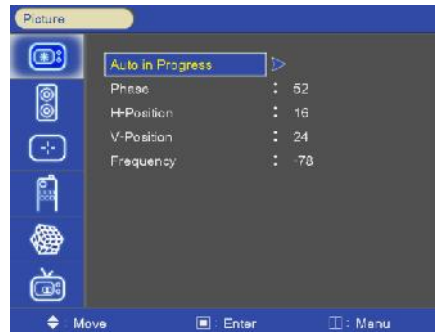 Picture
Auto in Progress
Phase : 52
H-Position : 16
V-Position : 24
Frequency : -78
: Move : Enter : Menu